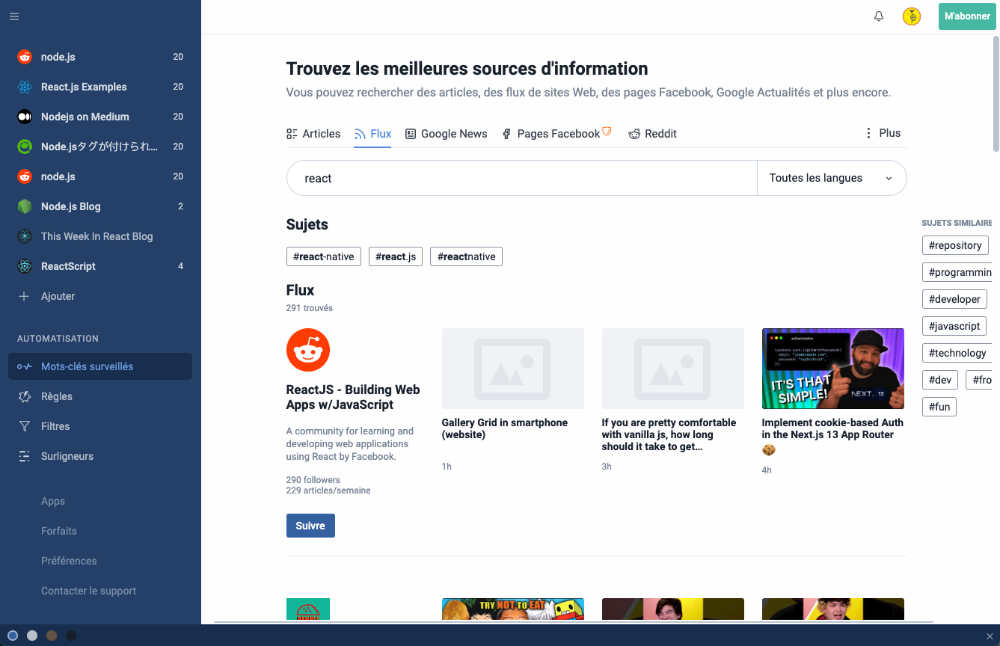 M'abonner
node.js 20
React.js Examples 20
Nodejs on Medium 20
Node.jsタグが付けられ... 20
node.js 20
Node.js Blog 2
This Week In React Blog
ReactScript 4
Ajouter
AUTOMATISATION
Mots-clés surveillés
Règles
Filtres
Surligneurs
Apps
Forfaits
Préférences
Contacter le support
Trouvez les meilleures sources d'information
Vous pouvez rechercher des articles, des flux de sites Web, des pages Facebook, Google Actualités et plus encore.
Articles Flux Google News Pages Facebook Reddit Plus
react Toutes les langues
Sujets
#react-native #react.js #reactnative
Flux
291 trouvés
ReactJS - Building Web
Apps w/JavaScript
A community for learning and
developing web applications
using React by Facebook.
290 followers
229 articles/semaine
Suivre
Gallery Grid in smartphone
(website)
1h
If you are pretty comfortable
with vanilla js, how long
should it take to get...
3h
authentication
IT'S THAT
SIMPLE!
NEXT.js 13
Implement cookie-based Auth
in the Next.js 13 App Router
4h
TRY NOT TO EAT
PEOPLE
SUJETS SIMILAIRE
#repository
#programmin
#developer
#javascript
#technology
#dev #fro
#fun